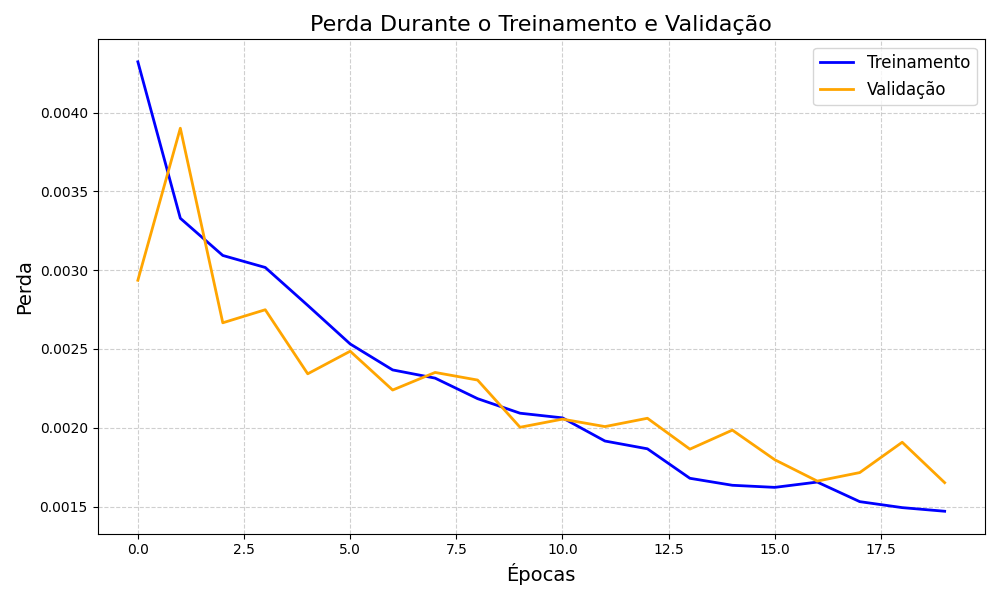 Perda Durante o Treinamento e Validação
Treinamento
Validação
0.0040
0.0035
0.0030
0.0025
0.0020
0.0015
Perda
0.0
2.5
5.0
7.5
10.0
12.5
15.0
17.5
Épocas